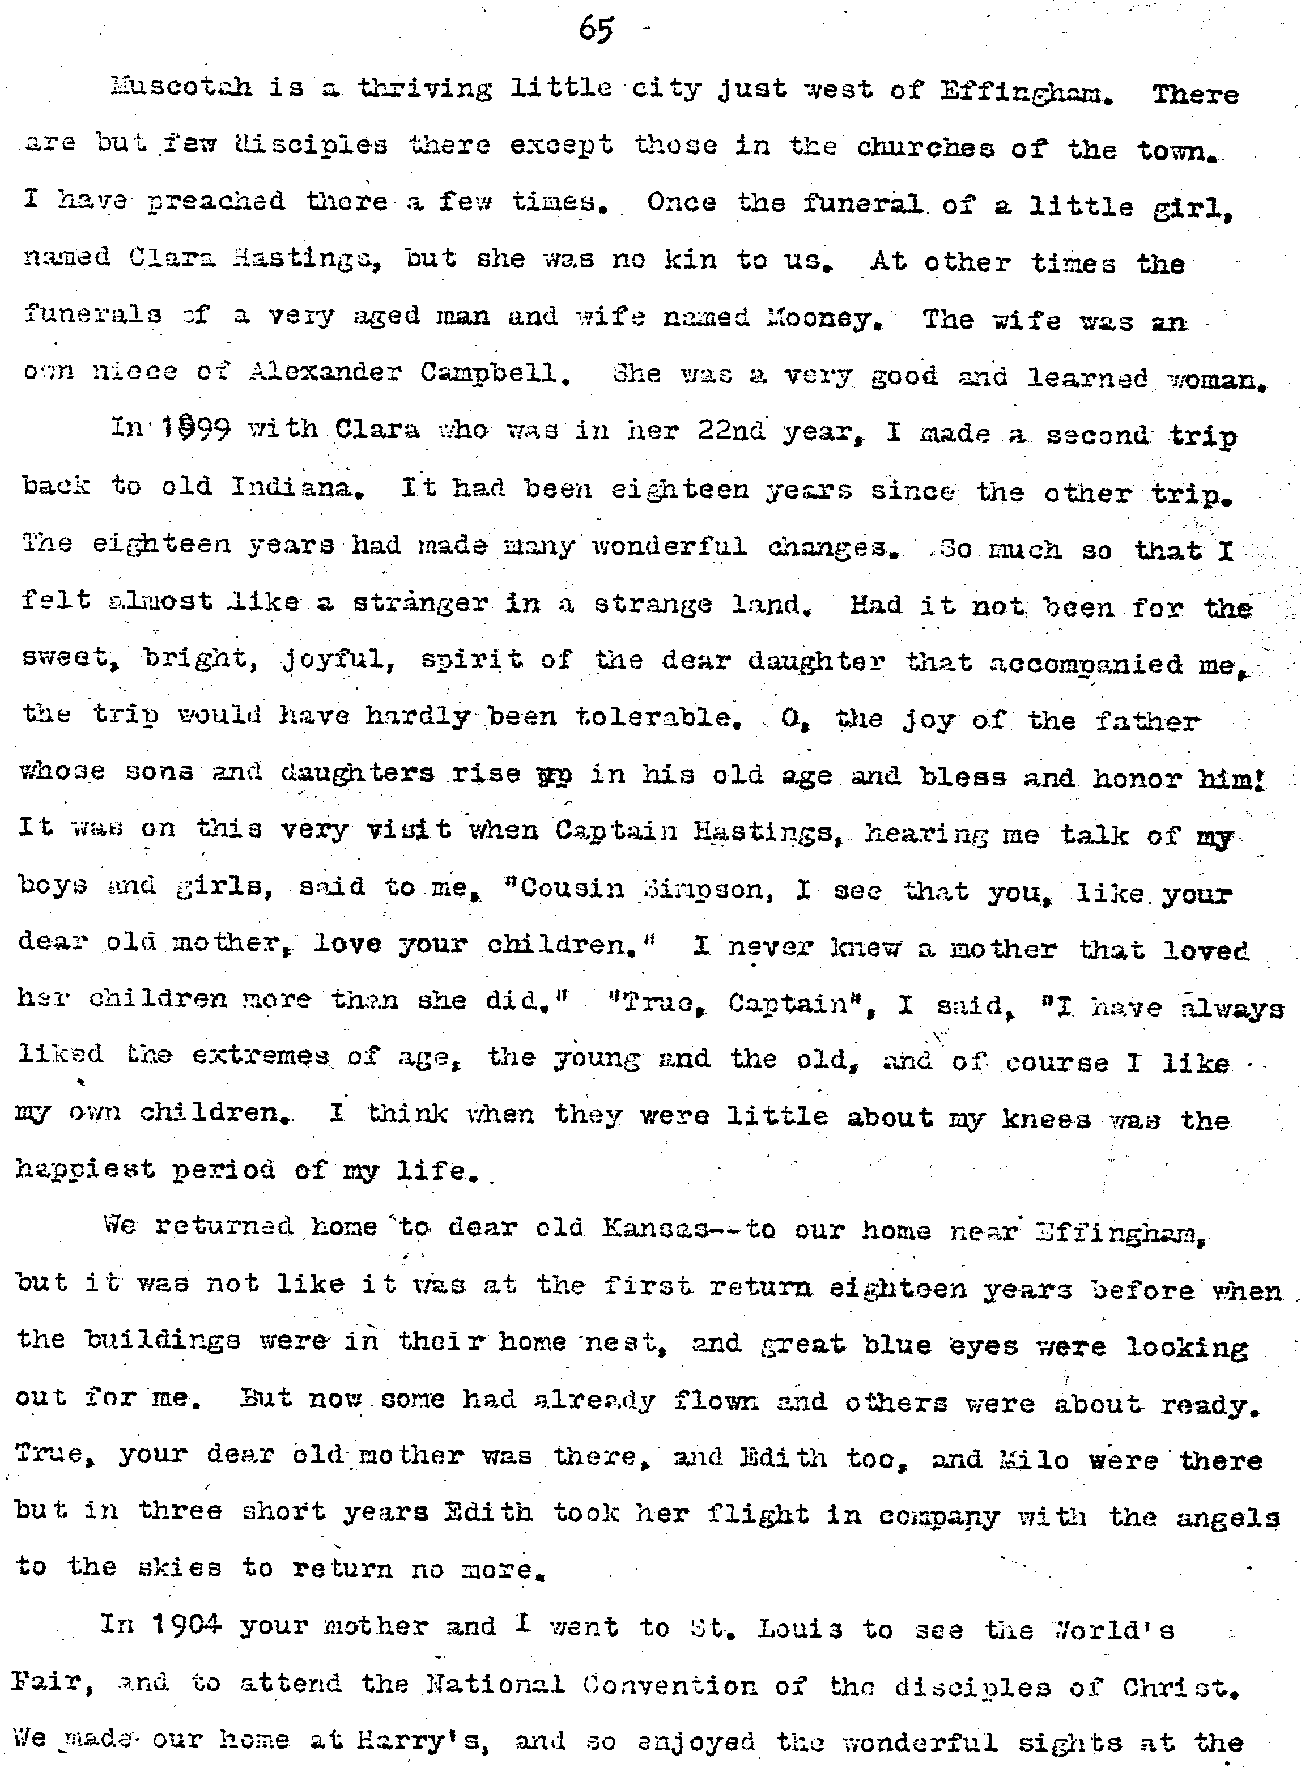 65 -
Muscotah is a thriving little city just west of Effingham. There
are but few disciples there except those in the churches of the town.
I have preached there a few times. Once the funeral of a little girl,
named Clara Hastings, but she was no kin to us. At other times the
funerals of a very aged man and wife named Mooney. The wife was an
own niece of Alexander Campbell. She was a very good and learned woman.
In 1899 with Clara who was in her 22nd year, I made a second trip
back to old Indiana. It had been eighteen years since the other trip.
The eighteen years had made many wonderful changes. So much so that I
felt almost like a stranger in a strange land. Had it not been for the
sweet, bright, joyful, spirit of the dear daughter that accompanied me,
the trip would have hardly been tolerable. O, the joy of the father
whose sons and daughters rise up in his old age and bless and honor him!
It was on this very visit when Captain Hastings, hearing me talk of my
boys and girls, said to me, "Cousin Simpson, I see that you, like your
dear old mother, love your children." I never knew a mother that loved
her children more than she did." "True, Captain", I said, "I have always
liked the extremes of age, the young and the old, and of course I like
my own children. I think when they were little about my knees was the
happiest period of my life.
We returned home to dear old Kansas--to our home near Effingham,
but it was not like it was at the first return eighteen years before when
the buildings were in their home nest, and great blue eyes were looking
out for me. But now some had already flown and others were about ready.
True, your dear old mother was there, and Edith too, and Milo were there
but in three short years Edith took her flight in company with the angels
to the skies to return no more.
In 1904 your mother and I went to St. Louis to see the World's
Fair, and to attend the National Convention of the disciples of Christ.
We made our home at Harry's, and so enjoyed the wonderful sights at the